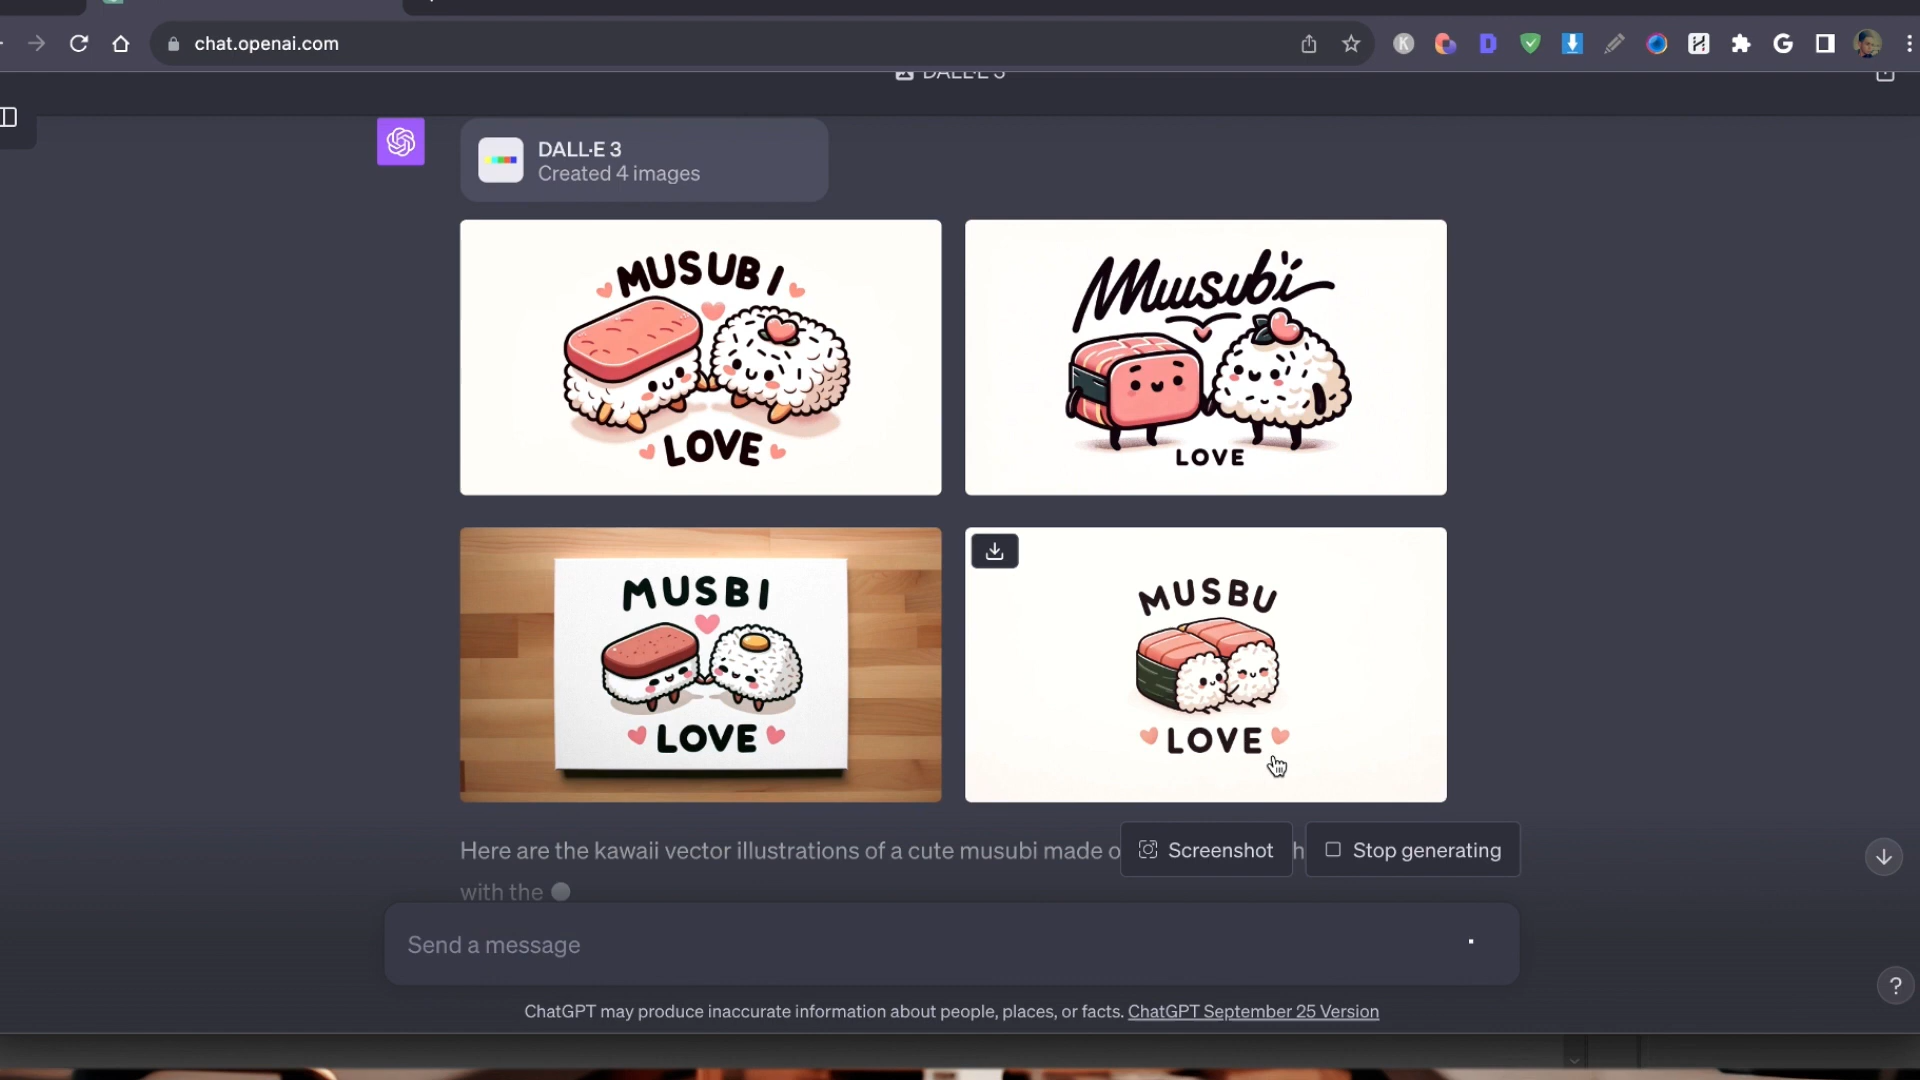 chat.openai.com
DALL·E 3
DALL·E 3
Created 4 images
MUSUBI
LOVE
Musubi
LOVE
MUSBI
LOVE
MUSBU
LOVE
Here are the kawaii vector illustrations of a cute musubi made
with the
Screenshot
Stop generating
Send a message
?
ChatGPT may produce inaccurate information about people, places, or facts. ChatGPT September 25 Version